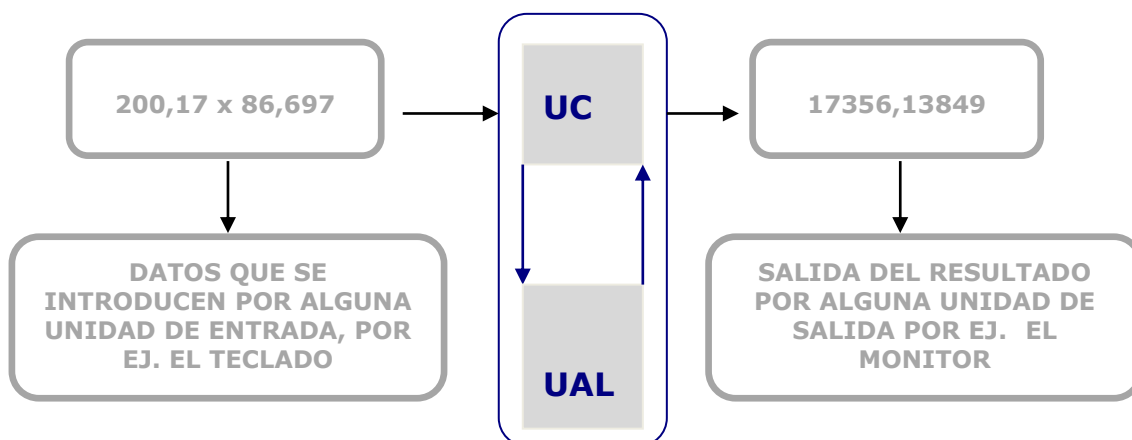 200,17 x 86,697
UC
17356,13849
DATOS QUE SE
INTRODUCEN POR ALGUNA
UNIDAD DE ENTRADA, POR
EJ. EL TECLADO
UAL
SALIDA DEL RESULTADO
POR ALGUNA UNIDAD DE
SALIDA POR EJ. EL
MONITOR